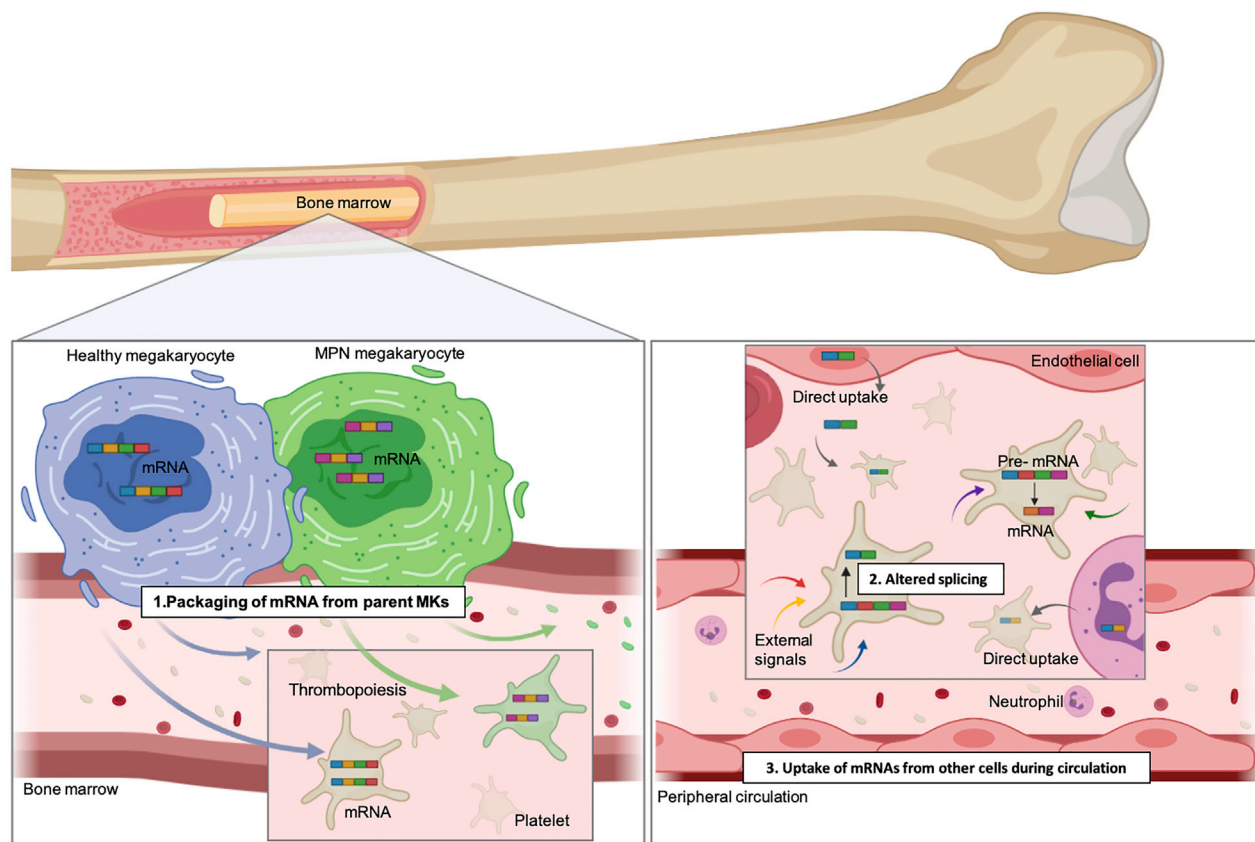 Bone marrow
Healthy megakaryocyte
MPN megakaryocyte
mRNA
mRNA
1.Packaging of mRNA from parent MKs
Thrombopoiesis
mRNA
Platelet
Bone marrow
Endothelial cell
Direct uptake
Pre- mRNA
mRNA
2. Altered splicing
External
signals
Direct uptake
Neutrophil
3. Uptake of mRNAs from other cells during circulation
Peripheral circulation